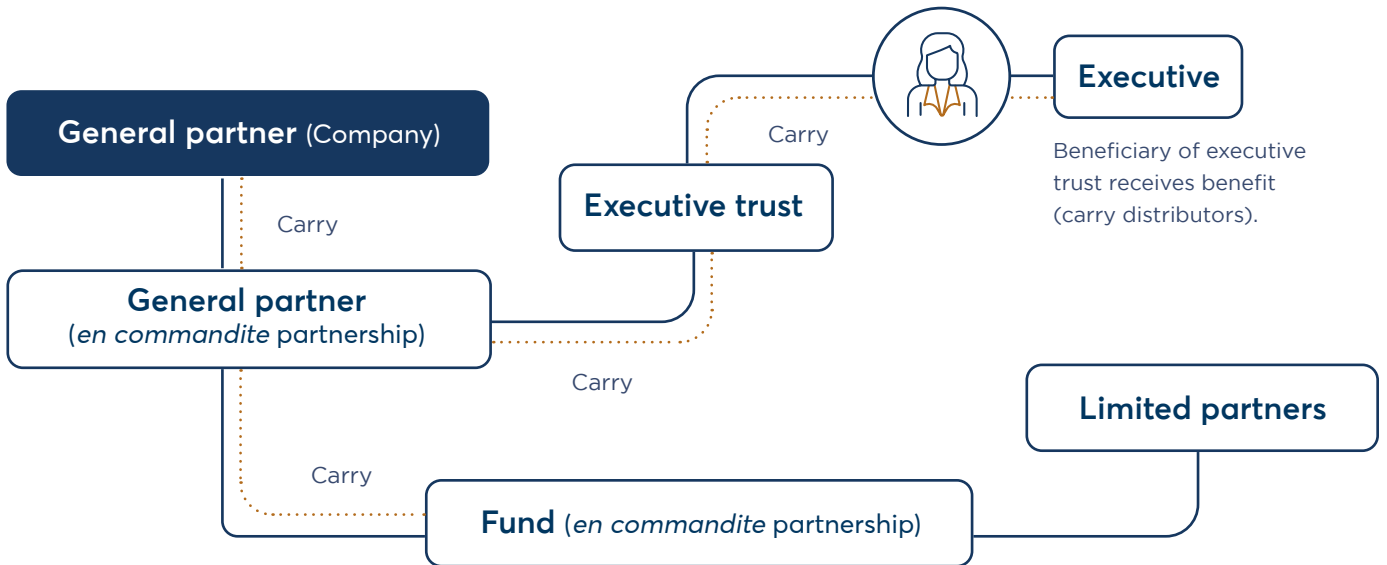 Executive
General partner (Company)
Carry
Beneficiary of executive
trust receives benefit
(carry distributors).
Executive trust
Carry
General partner
(en commandite partnership)
Carry
Limited partners
Carry
Fund (en commandite partnership)